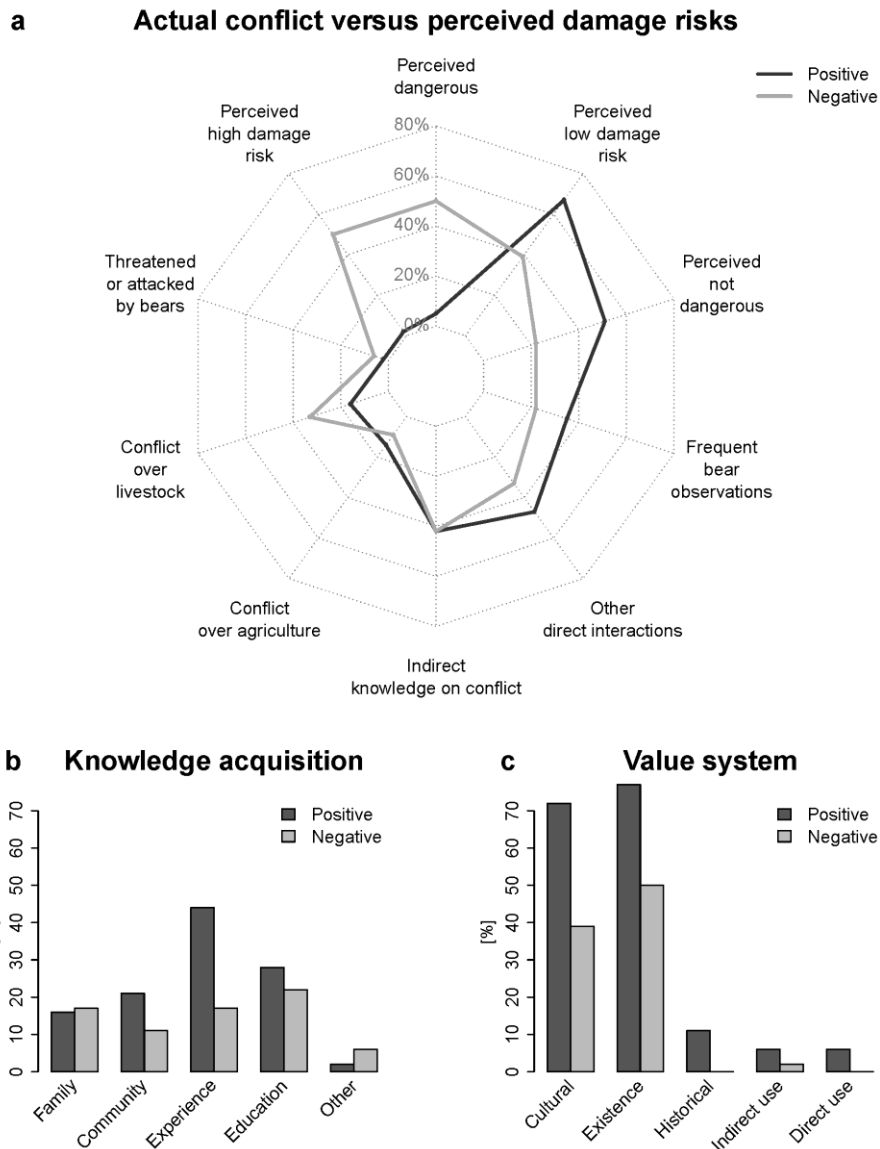 a Actual conflict versus perceived damage risks
Positive
Negative
Perceived
dangerous
Perceived
low damage
risk
Perceived
not
dangerous
Frequent
bear
observations
Other
direct interactions
Indirect
knowledge on conflict
Conflict
over agriculture
Conflict
over
livestock
Threatened
or attacked
by bears
Perceived
high damage
risk
80%
60%
40%
20%
0%
b Knowledge acquisition
Positive
Negative
70
60
50
40
30
20
10
0
Family
Community
Experience
Education
Other
c Value system
Positive
Negative
[%]
70
60
50
40
30
20
10
0
Cultural
Existence
Historical
Indirect use
Direct use